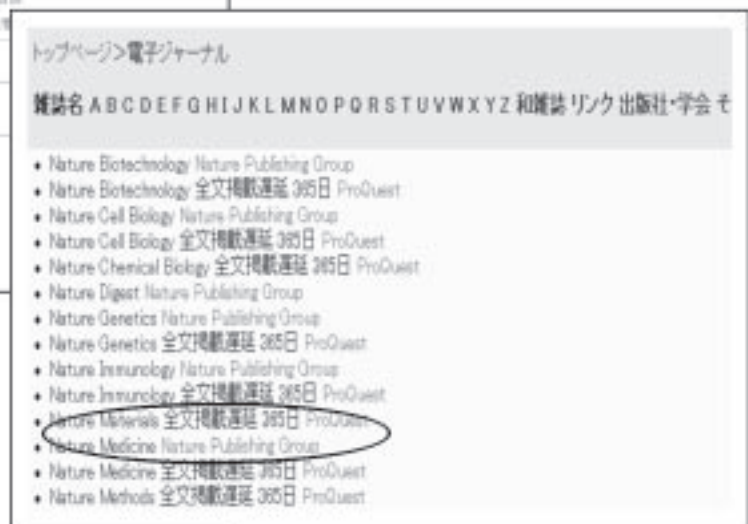 トップページ>電子ジャーナル
雑誌名 A B C D E F G H I J K L M N O P Q R S T U V W X Y Z 和雑誌 リンク 出版社・学会 そ
• Nature Biotechnology Nature Publishing Group
• Nature Biotechnology 全文掲載遅延 365日 ProQuest
• Nature Cell Biology Nature Publishing Group
• Nature Cell Biology 全文掲載遅延 365日 ProQuest
• Nature Chemical Biology 全文掲載遅延 365日 ProQuest
• Nature Digest Nature Publishing Group
• Nature Genetics Nature Publishing Group
• Nature Genetics 全文掲載遅延 365日 ProQuest
• Nature Immunology Nature Publishing Group
• Nature Immunology 全文掲載遅延 365日 ProQuest
• Nature Materials 全文掲載遅延 365日 ProQuest
• Nature Medicine Nature Publishing Group
• Nature Medicine 全文掲載遅延 365日 ProQuest
• Nature Methods 全文掲載遅延 365日 ProQuest